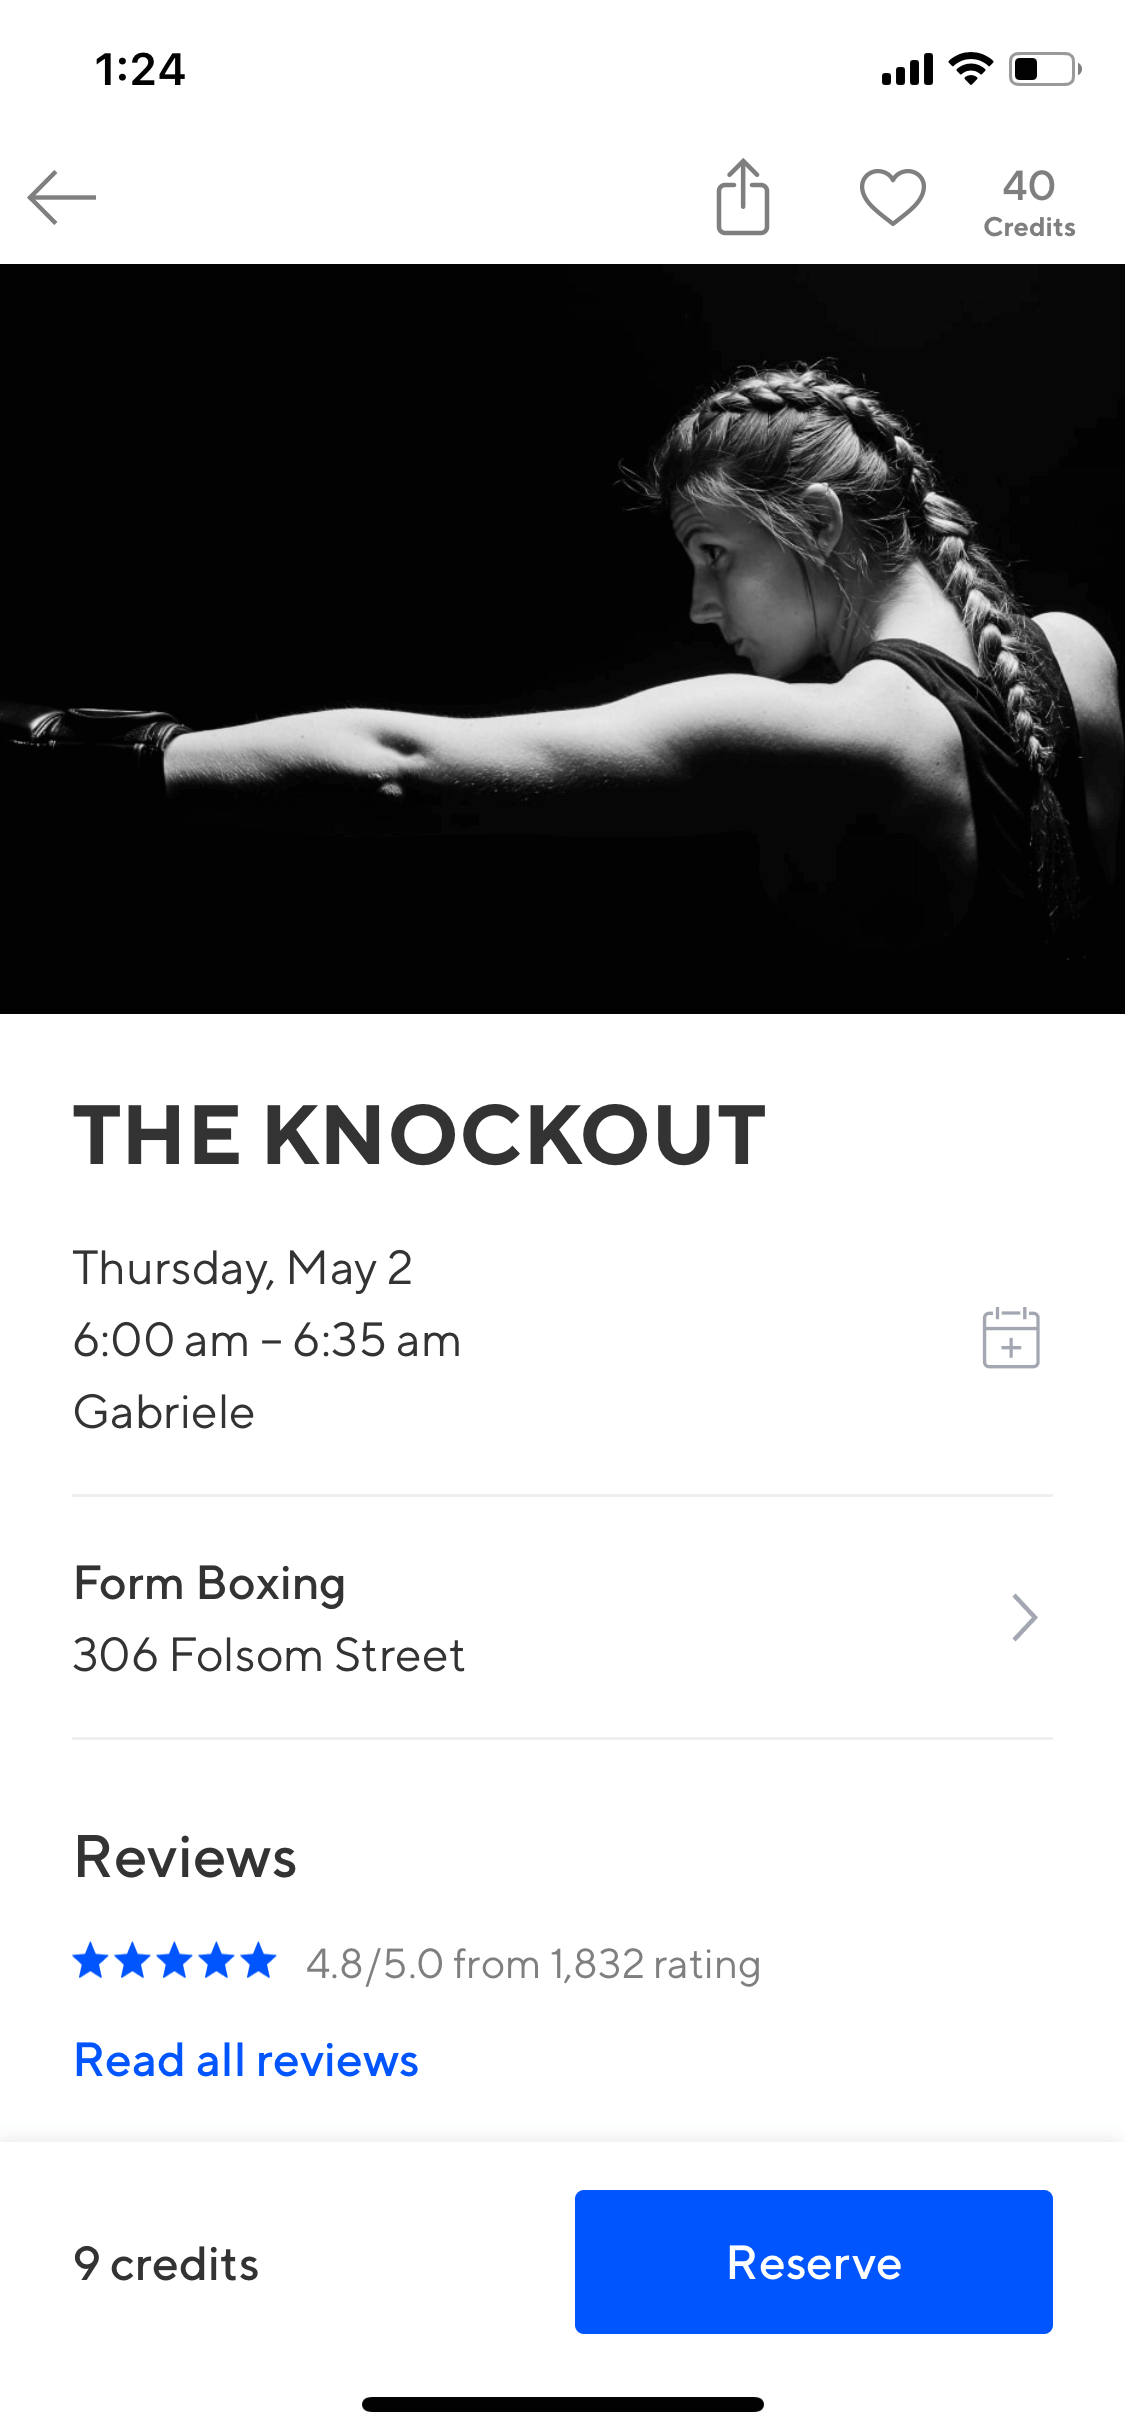 1:24
40
Credits
THE KNOCKOUT
Thursday, May 2
6:00 am – 6:35 am
Gabriele
Form Boxing
306 Folsom Street
Reviews
4.8/5.0 from 1,832 rating
Read all reviews
9 credits
Reserve